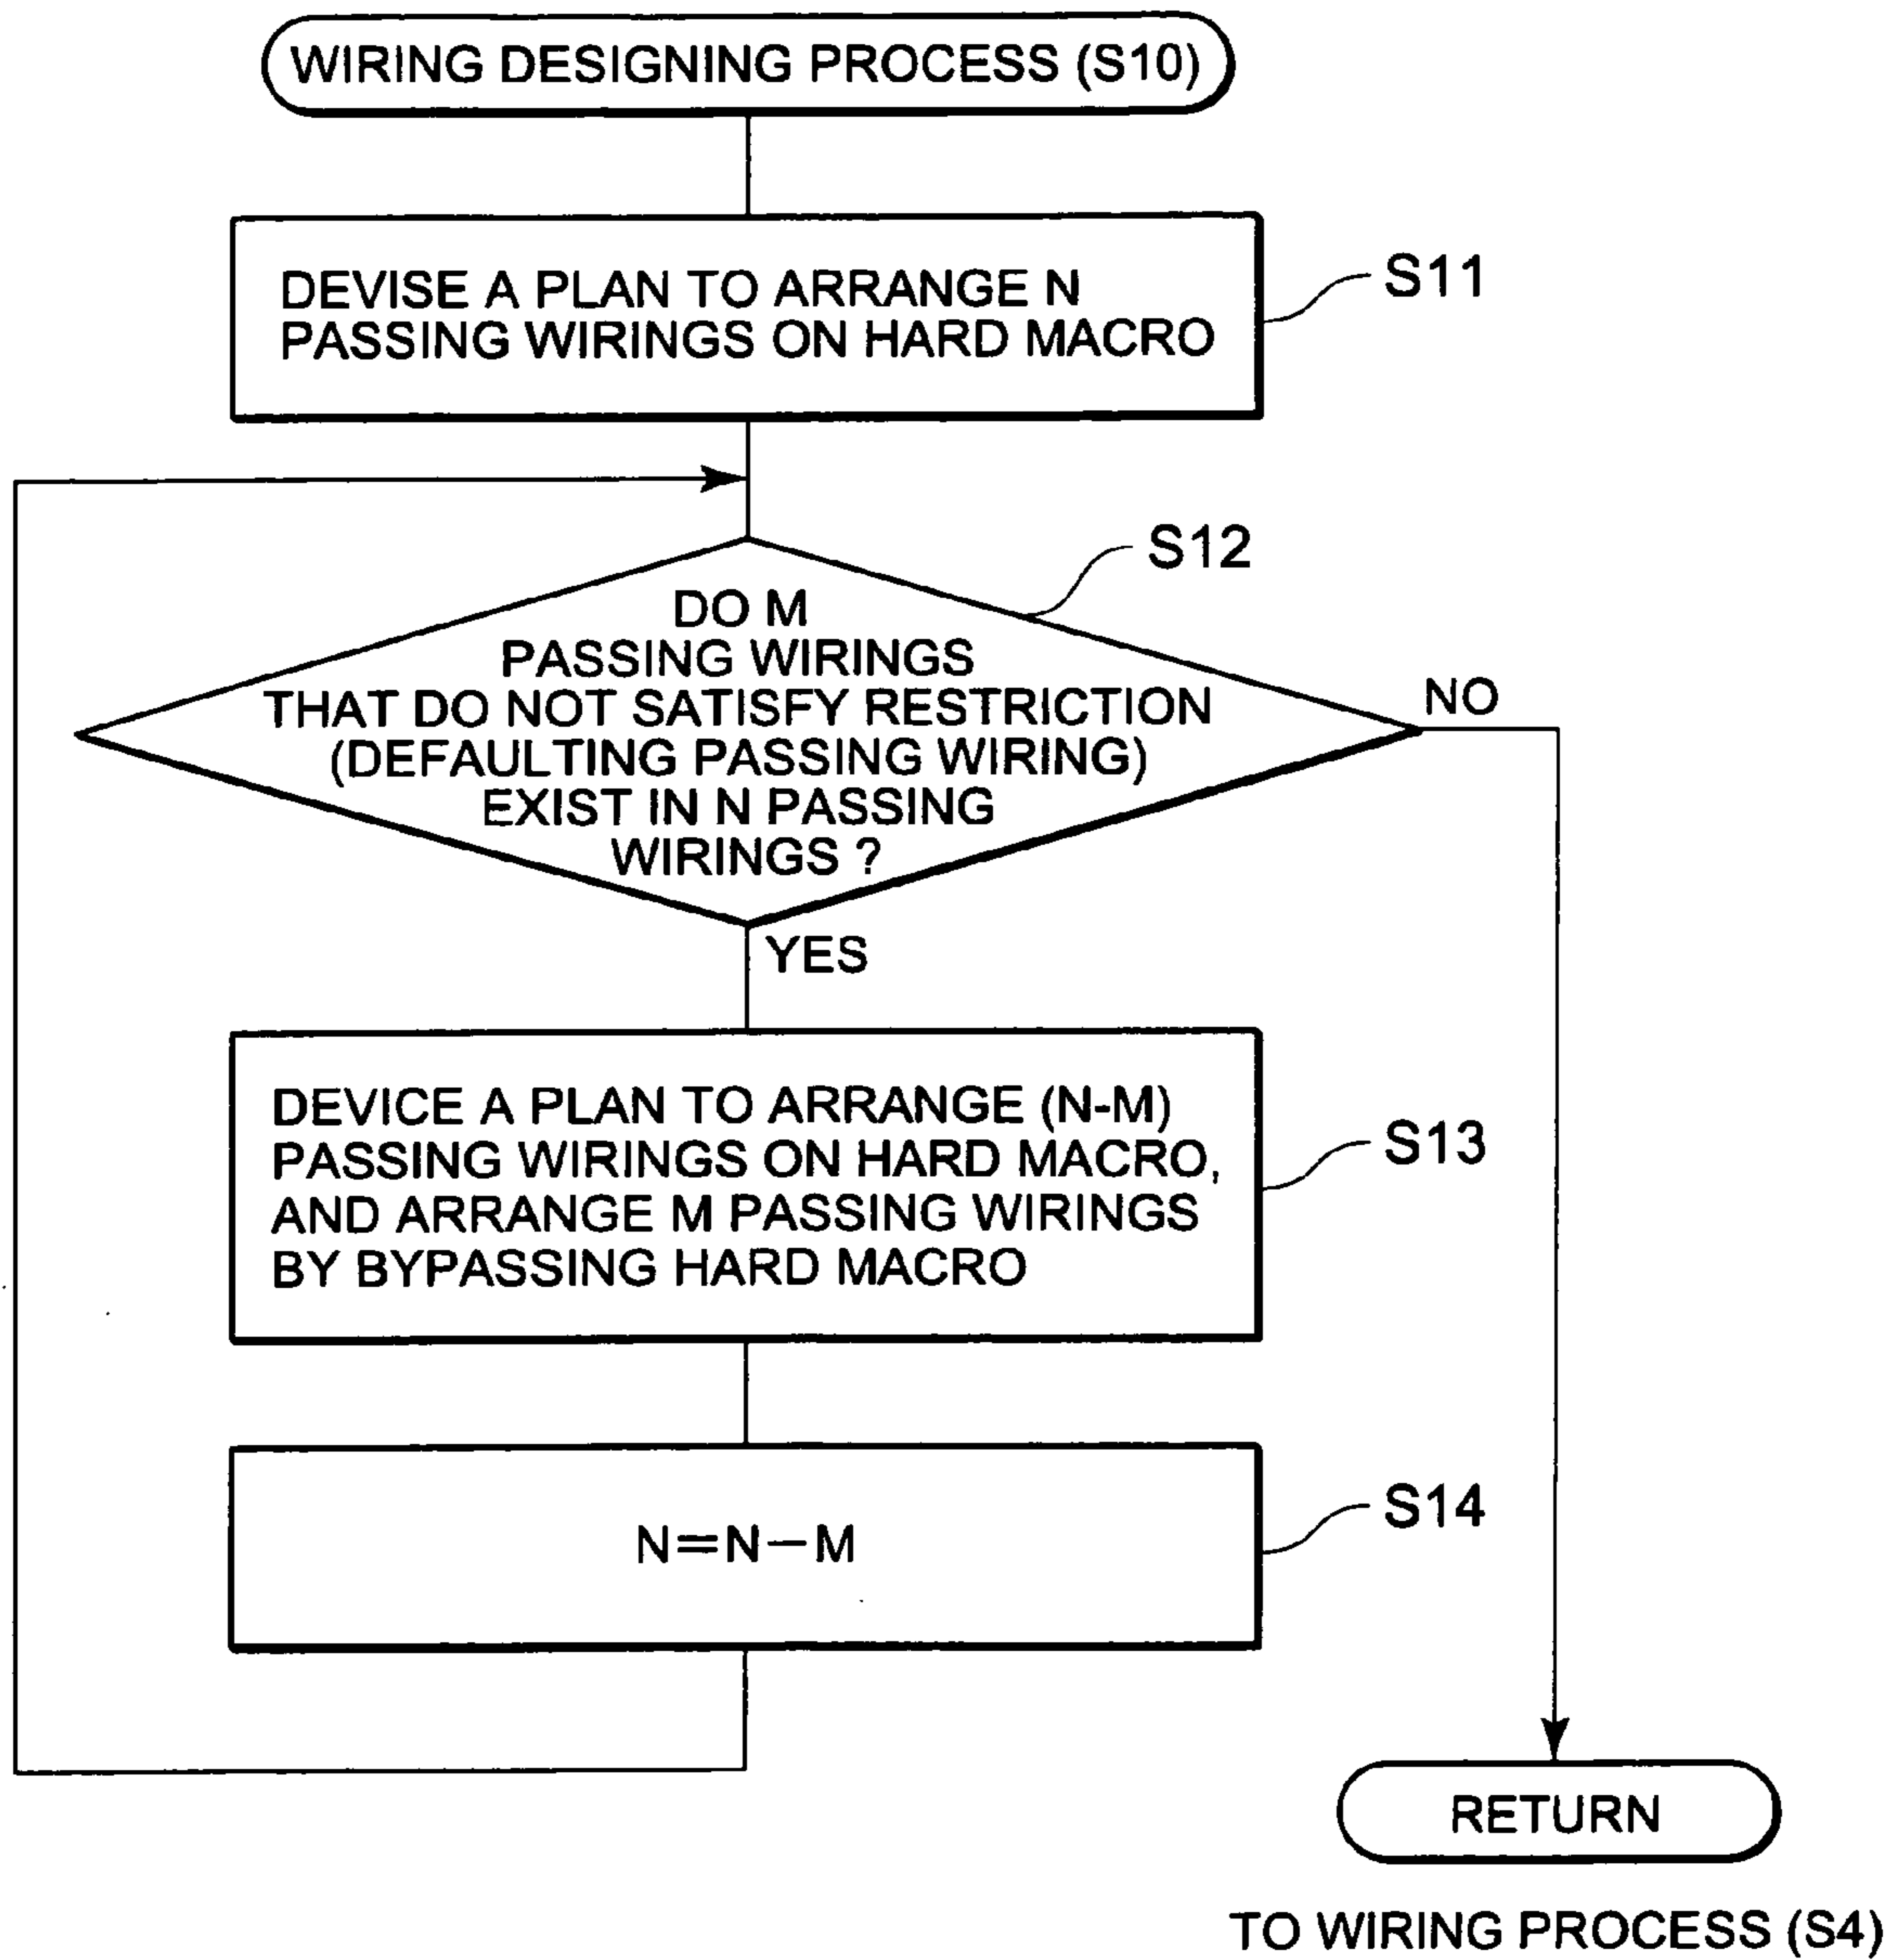 WIRING DESIGNING PROCESS (S10)
DEVISE A PLAN TO ARRANGE N
PASSING WIRINGS ON HARD MACRO
S11
S12
DO M
PASSING WIRINGS
THAT DO NOT SATISFY RESTRICTION
(DEFAULTING PASSING WIRING)
EXIST IN N PASSING
WIRINGS ?
NO
YES
DEVICE A PLAN TO ARRANGE (N-M)
PASSING WIRINGS ON HARD MACRO,
AND ARRANGE M PASSING WIRINGS
BY BYPASSING HARD MACRO
S13
N=N−M
S14
RETURN
TO WIRING PROCESS (S4)